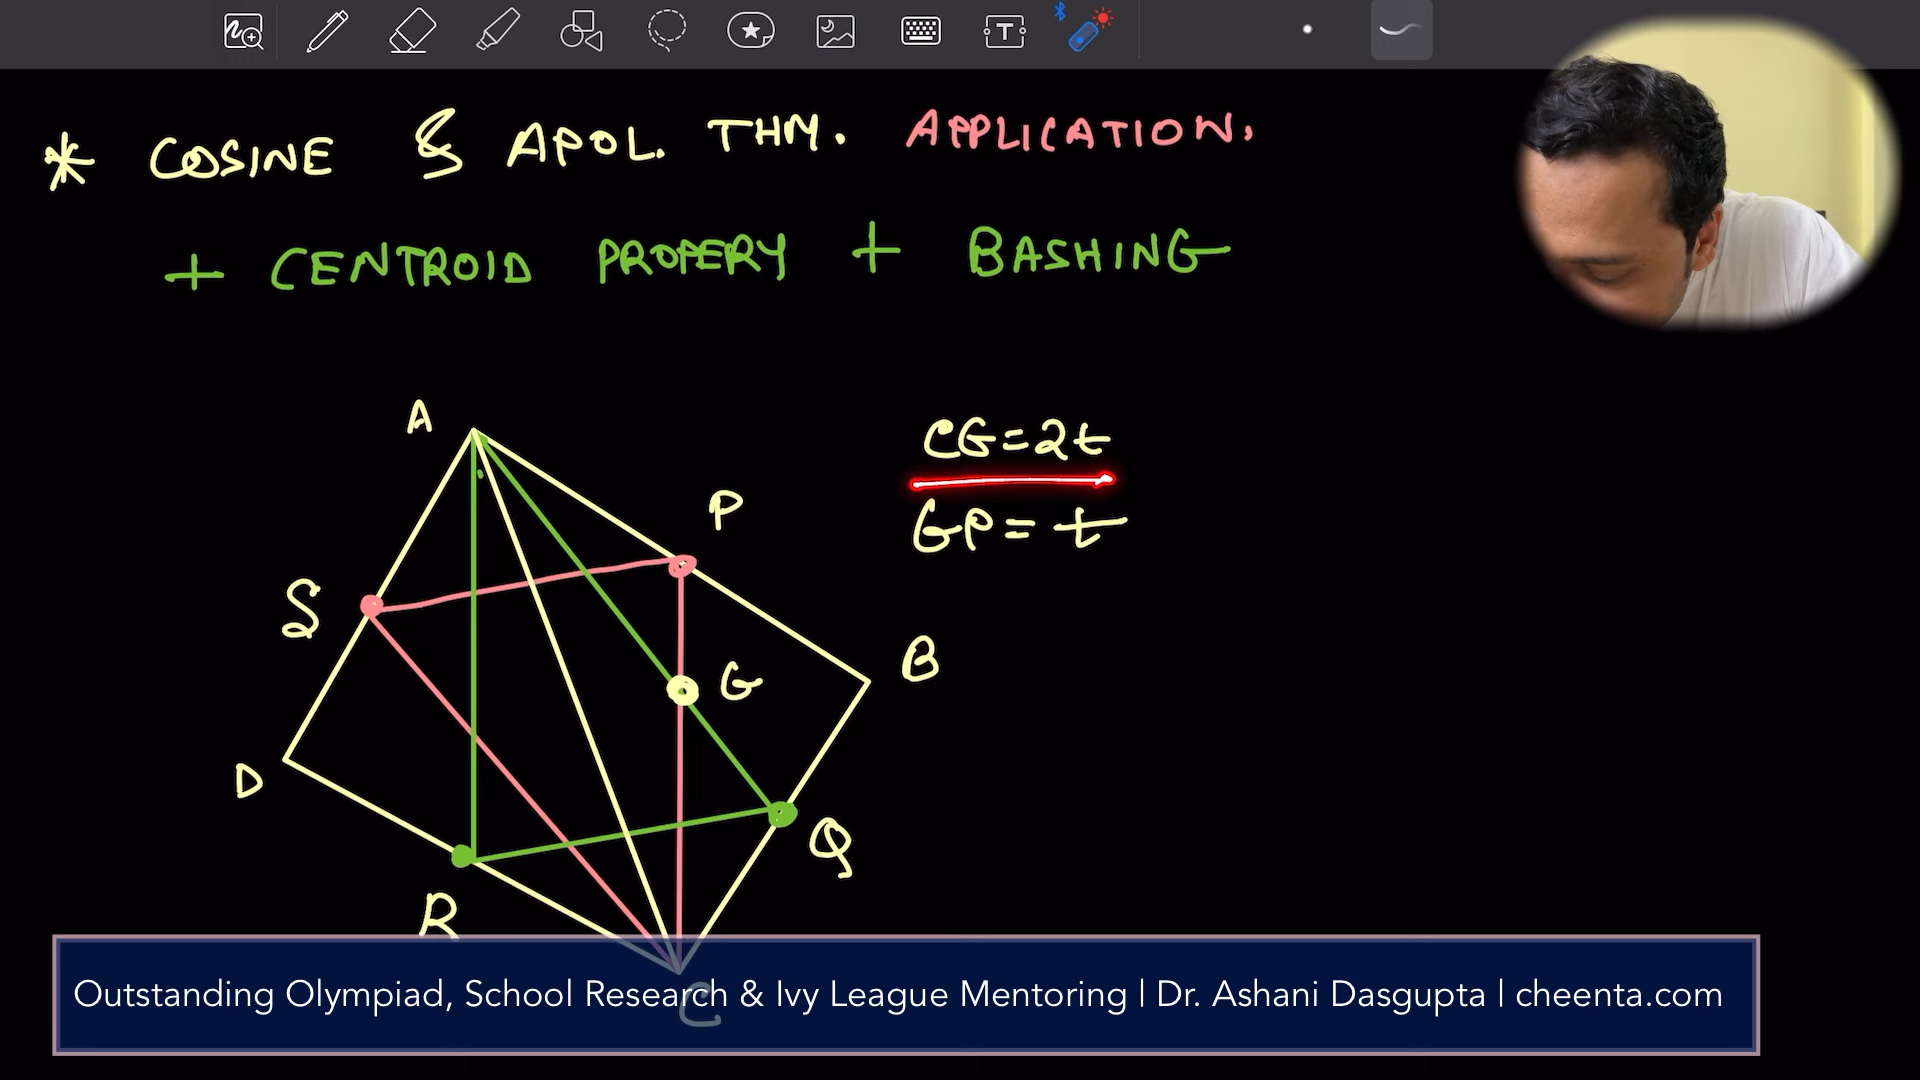 * COSINE & APOL. THM. APPLICATION.
+ CENTROID PROPERY + BASHING
A
CG=2t
P
GP=t
S
B
G
D
Q
R
C
Outstanding Olympiad, School Research & Ivy League Mentoring | Dr. Ashani Dasgupta | cheenta.com